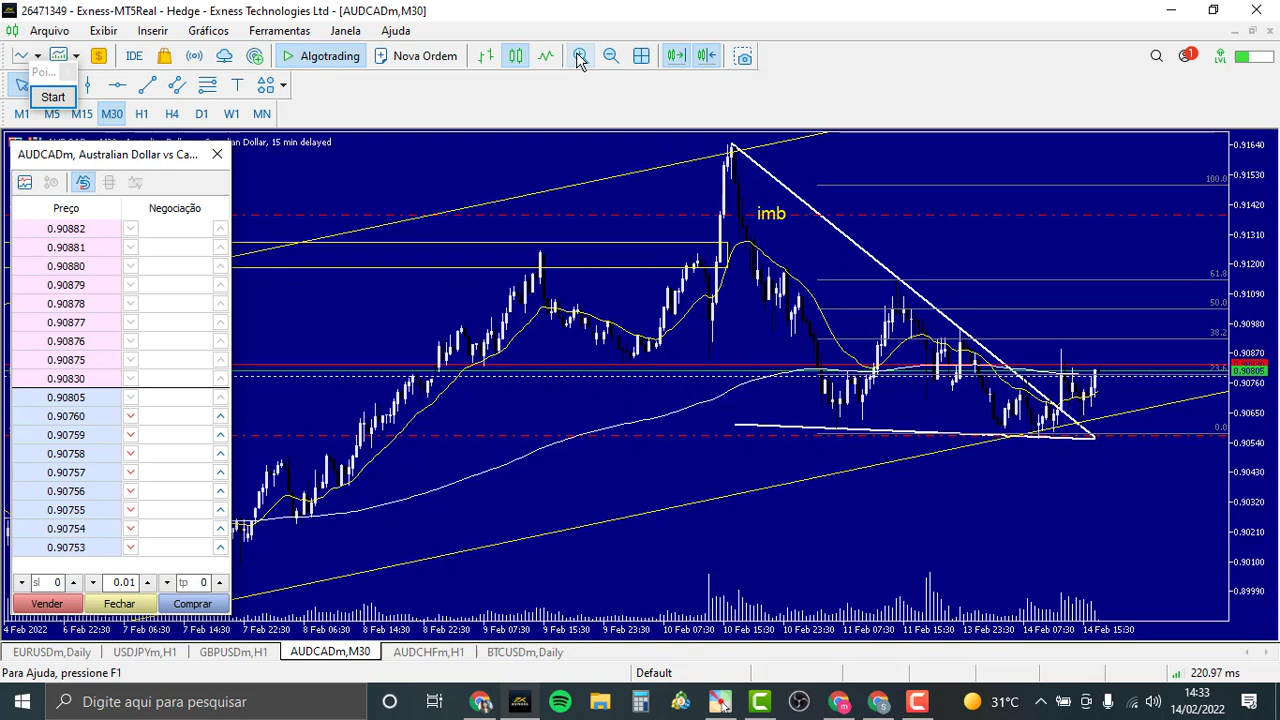 26471349 - Exness-MT5Real - Hedge - Exness Technologies Ltd - [AUDCADm,M30]
Arquivo Exibir Inserir Gráficos Ferramentas Janela Ajuda
IDE Algotrading Nova Ordem 1 LVL
Poi...
Start
M1 M5 M15 M30 H1 H4 D1 W1 MN
Dollar, 15 min delayed
AUDCADm, Australian Dollar vs Ca...
Preço Negociação
0.90882
0.90881
0.90880
0.90879
0.90878
0.90877
0.90876
0.90875
0.90830
0.90805
0.90760
0.90759
0.90758
0.90757
0.90756
0.90755
0.90754
0.90753
sl 0 0.01 tp 0
Vender Fechar Comprar
imb
100.0
61.8
50.0
38.2
23.6
0.0
0.91640
0.91530
0.91420
0.91310
0.91200
0.91090
0.90980
0.90870
0.90805
0.90760
0.90650
0.90540
0.90430
0.90320
0.90210
0.90100
0.89990
4 Feb 2022 6 Feb 22:30 7 Feb 06:30 7 Feb 14:30 7 Feb 22:30 8 Feb 06:30 8 Feb 14:30 8 Feb 22:30 9 Feb 07:30 9 Feb 15:30 9 Feb 23:30 10 Feb 07:30 10 Feb 15:30 10 Feb 23:30 11 Feb 07:30 11 Feb 15:30 13 Feb 23:30 14 Feb 07:30 14 Feb 15:30
EURUSDm,Daily USDJPYm,H1 GBPUSDm,H1 AUDCADm,M30 AUDCHFm,H1 BTCUSDm,Daily
Para Ajuda, pressione F1 Default 220.97 ms
Digite aqui para pesquisar 31°C 14:33
14/02/2022